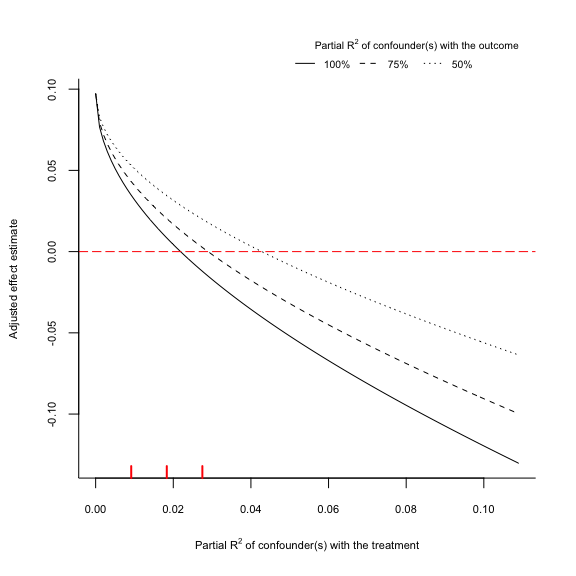 Partial R² of confounder(s) with the outcome
100% 75% 50%
0.10
0.05
0.00
-0.05
-0.10
Adjusted effect estimate
0.00 0.02 0.04 0.06 0.08 0.10
Partial R² of confounder(s) with the treatment